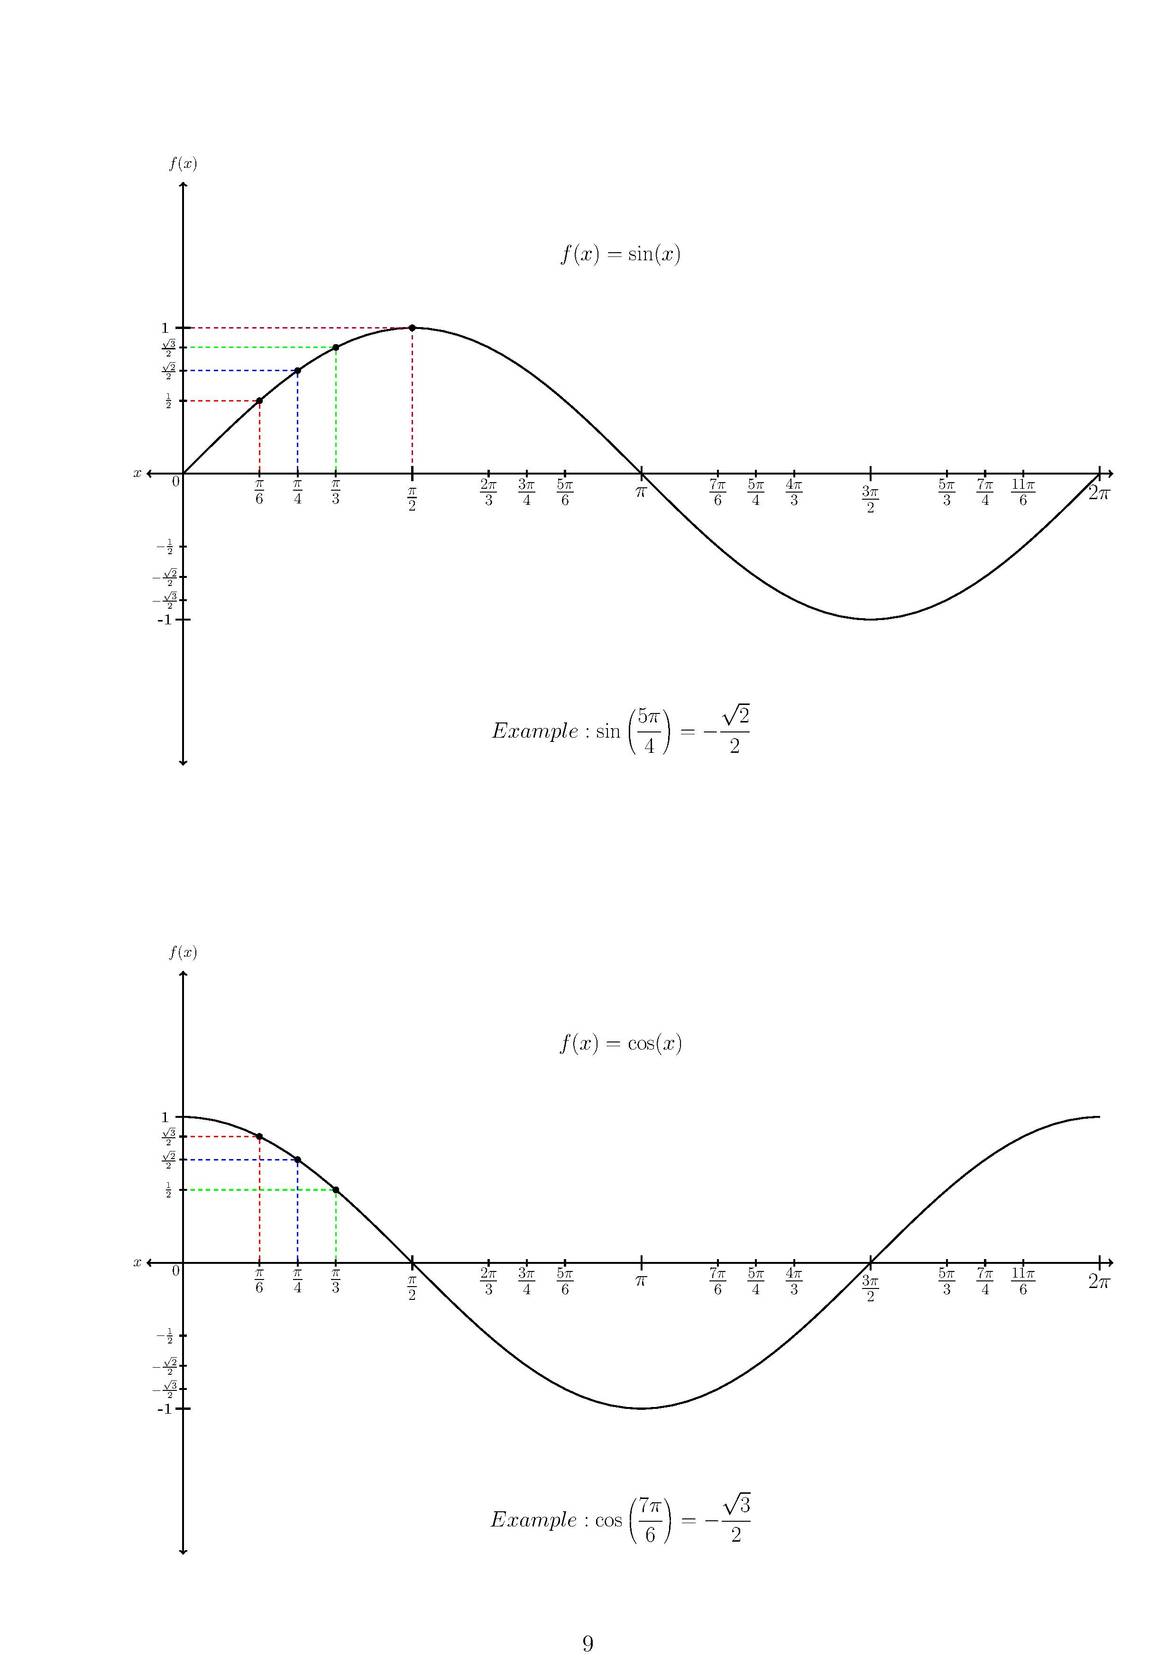 f(x)
f(x) = sin(x)
1
√3/2
√2/2
1/2
x
0 π/6 π/4 π/3 π/2 2π/3 3π/4 5π/6 π 7π/6 5π/4 4π/3 3π/2 5π/3 7π/4 11π/6 2π
−1/2
−√2/2
−√3/2
-1
Example : sin (5π/4) = −√2/2
f(x)
f(x) = cos(x)
1
√3/2
√2/2
1/2
x
0 π/6 π/4 π/3 π/2 2π/3 3π/4 5π/6 π 7π/6 5π/4 4π/3 3π/2 5π/3 7π/4 11π/6 2π
−1/2
−√2/2
−√3/2
-1
Example : cos (7π/6) = −√3/2
9